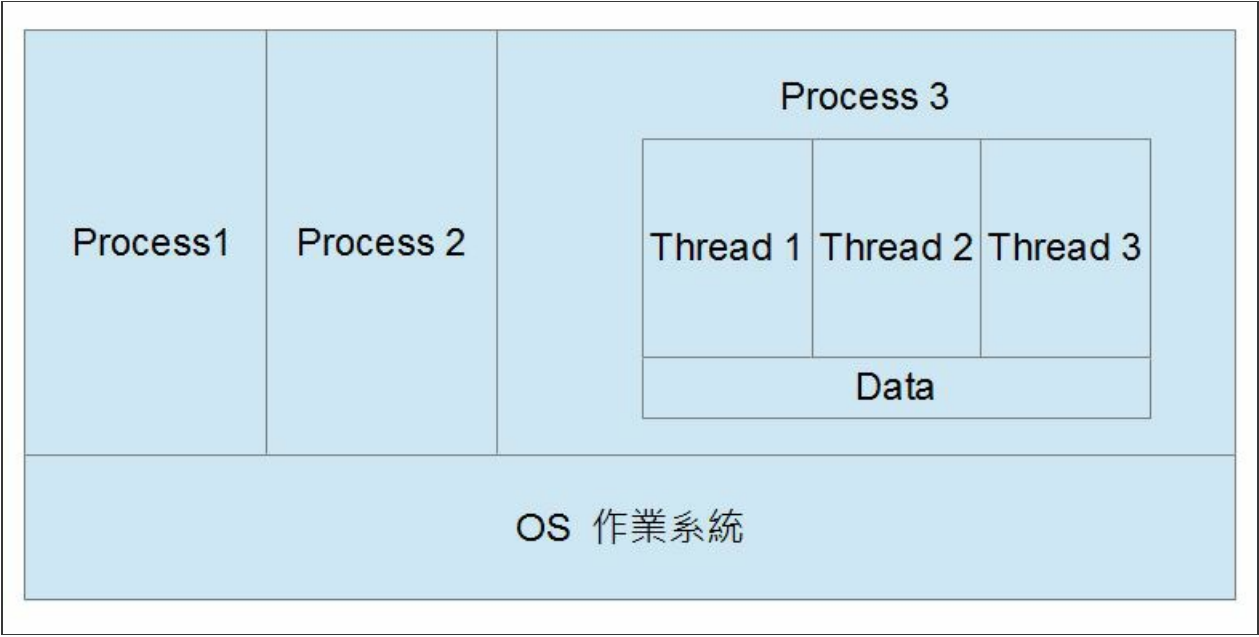 Process1
Process 2
Process 3
Thread 1
Thread 2
Thread 3
Data
OS 作業系統